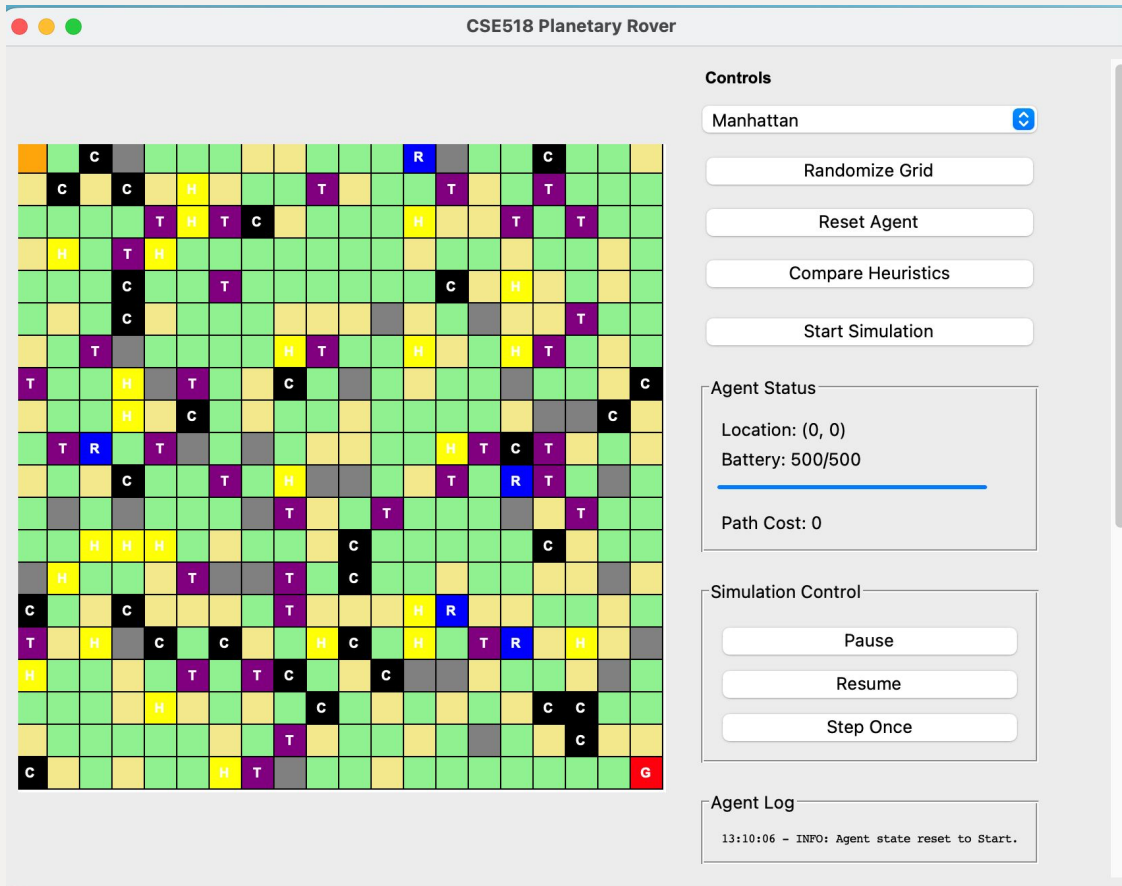 CSE518 Planetary Rover
C R C
C C H T T T
T H T C H T T
H T H
C T C H
C T
T H T H H T
T H T C C
H C C
T R T H T C T
C T H T R T
T T T
H H H C C
H T T C
C C T H R
T H C C H C H T R H
H T T C C
H C C C
T C
C H T G
Controls
Manhattan
Randomize Grid
Reset Agent
Compare Heuristics
Start Simulation
Agent Status
Location: (0, 0)
Battery: 500/500
Path Cost: 0
Simulation Control
Pause
Resume
Step Once
Agent Log
13:10:06 - INFO: Agent state reset to Start.